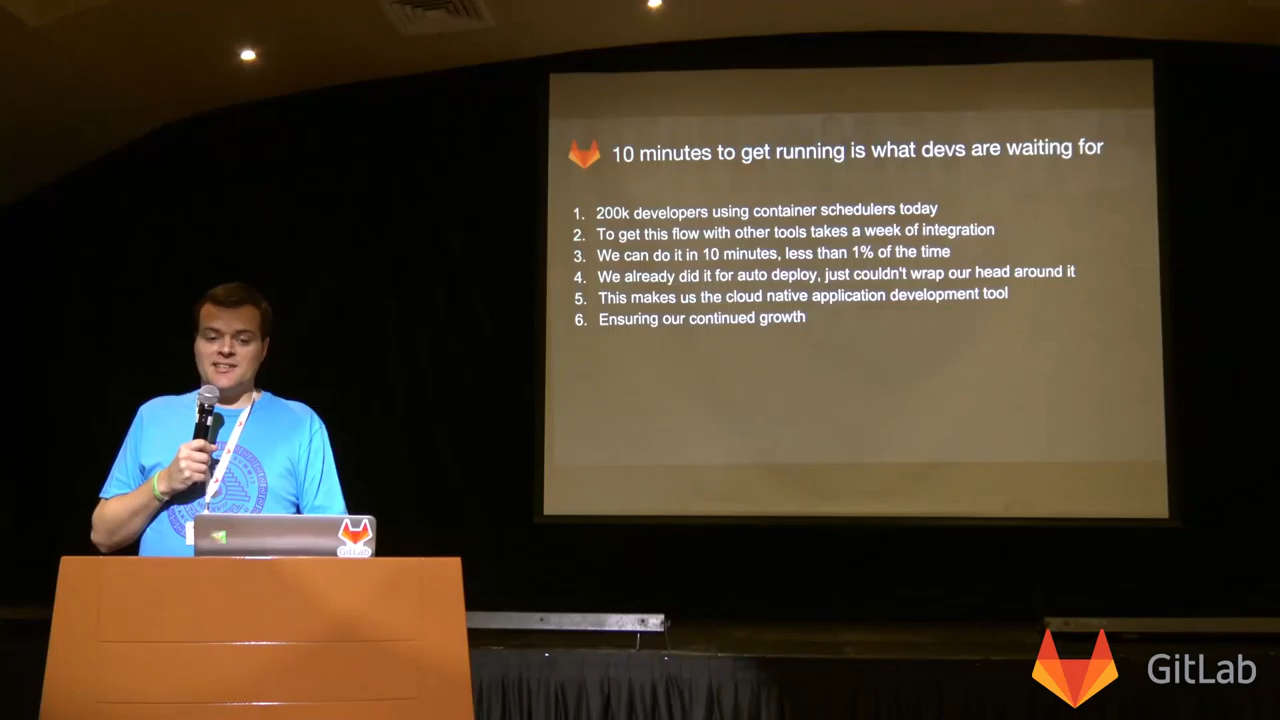 10 minutes to get running is what devs are waiting for
1. 200k developers using container schedulers today
2. To get this flow with other tools takes a week of integration
3. We can do it in 10 minutes, less than 1% of the time
4. We already did it for auto deploy, just couldn't wrap our head around it
5. This makes us the cloud native application development tool
6. Ensuring our continued growth
GitLab
GitLab